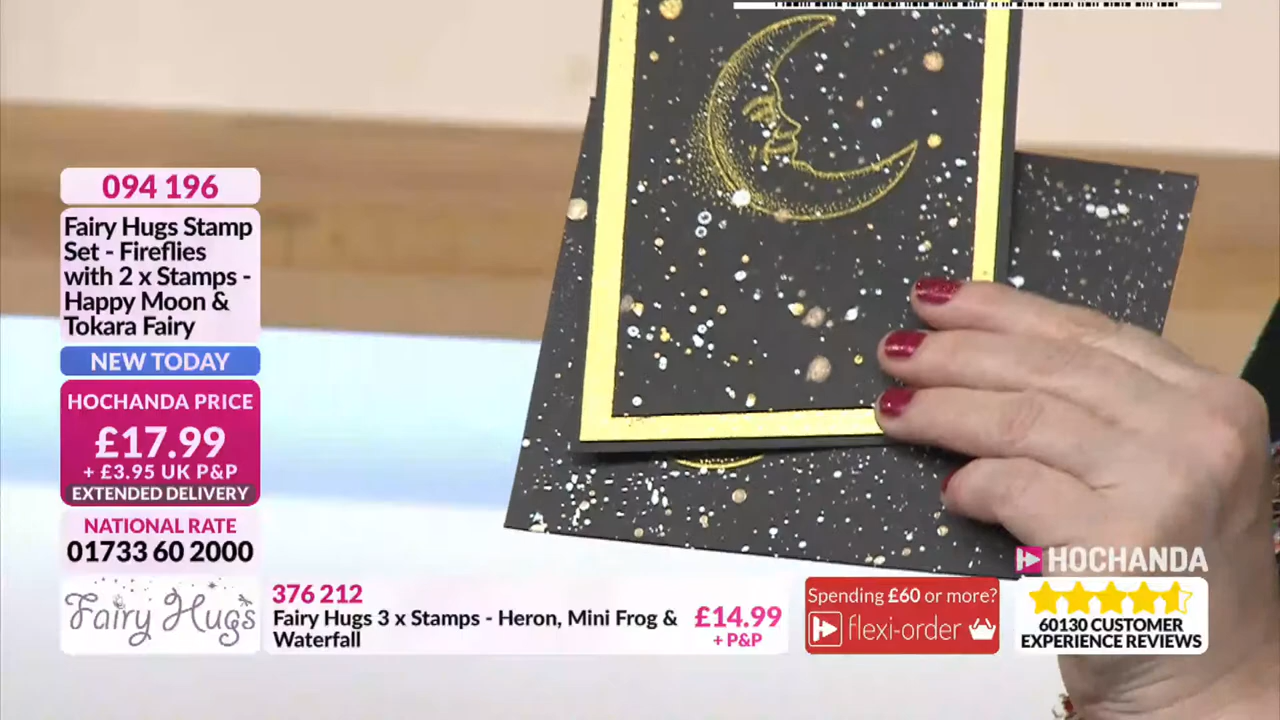 094 196
Fairy Hugs Stamp
Set - Fireflies
with 2 x Stamps -
Happy Moon &
Tokara Fairy
NEW TODAY
HOCHANDA PRICE
£17.99
+ £3.95 UK P&P
EXTENDED DELIVERY
NATIONAL RATE
01733 60 2000
Fairy Hugs
376 212
Fairy Hugs 3 x Stamps - Heron, Mini Frog &
Waterfall
£14.99
+ P&P
Spending £60 or more?
flexi-order
HOCHANDA
60130 CUSTOMER
EXPERIENCE REVIEWS